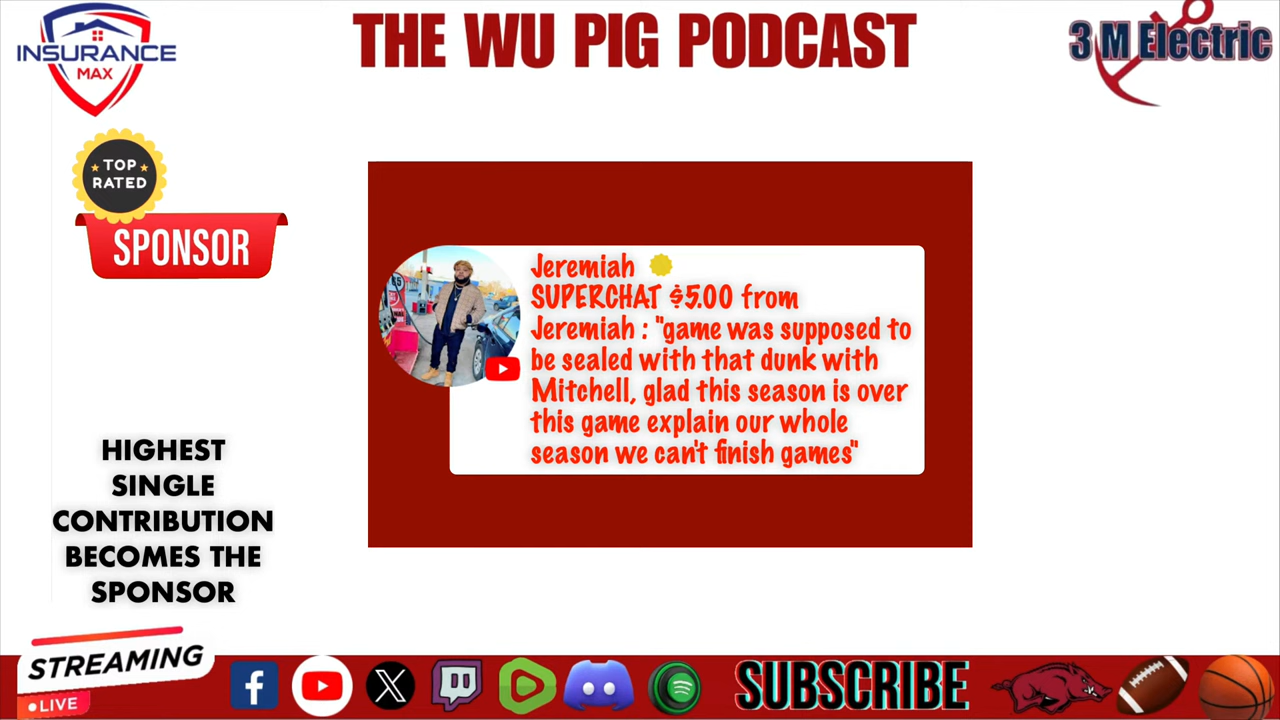 INSURANCE
MAX
THE WU PIG PODCAST
3 M Electric
TOP
RATED
SPONSOR
Jeremiah
SUPERCHAT $5.00 from
Jeremiah : "game was supposed to
be sealed with that dunk with
Mitchell, glad this season is over
this game explain our whole
season we can't finish games"
HIGHEST
SINGLE
CONTRIBUTION
BECOMES THE
SPONSOR
STREAMING
LIVE
SUBSCRIBE